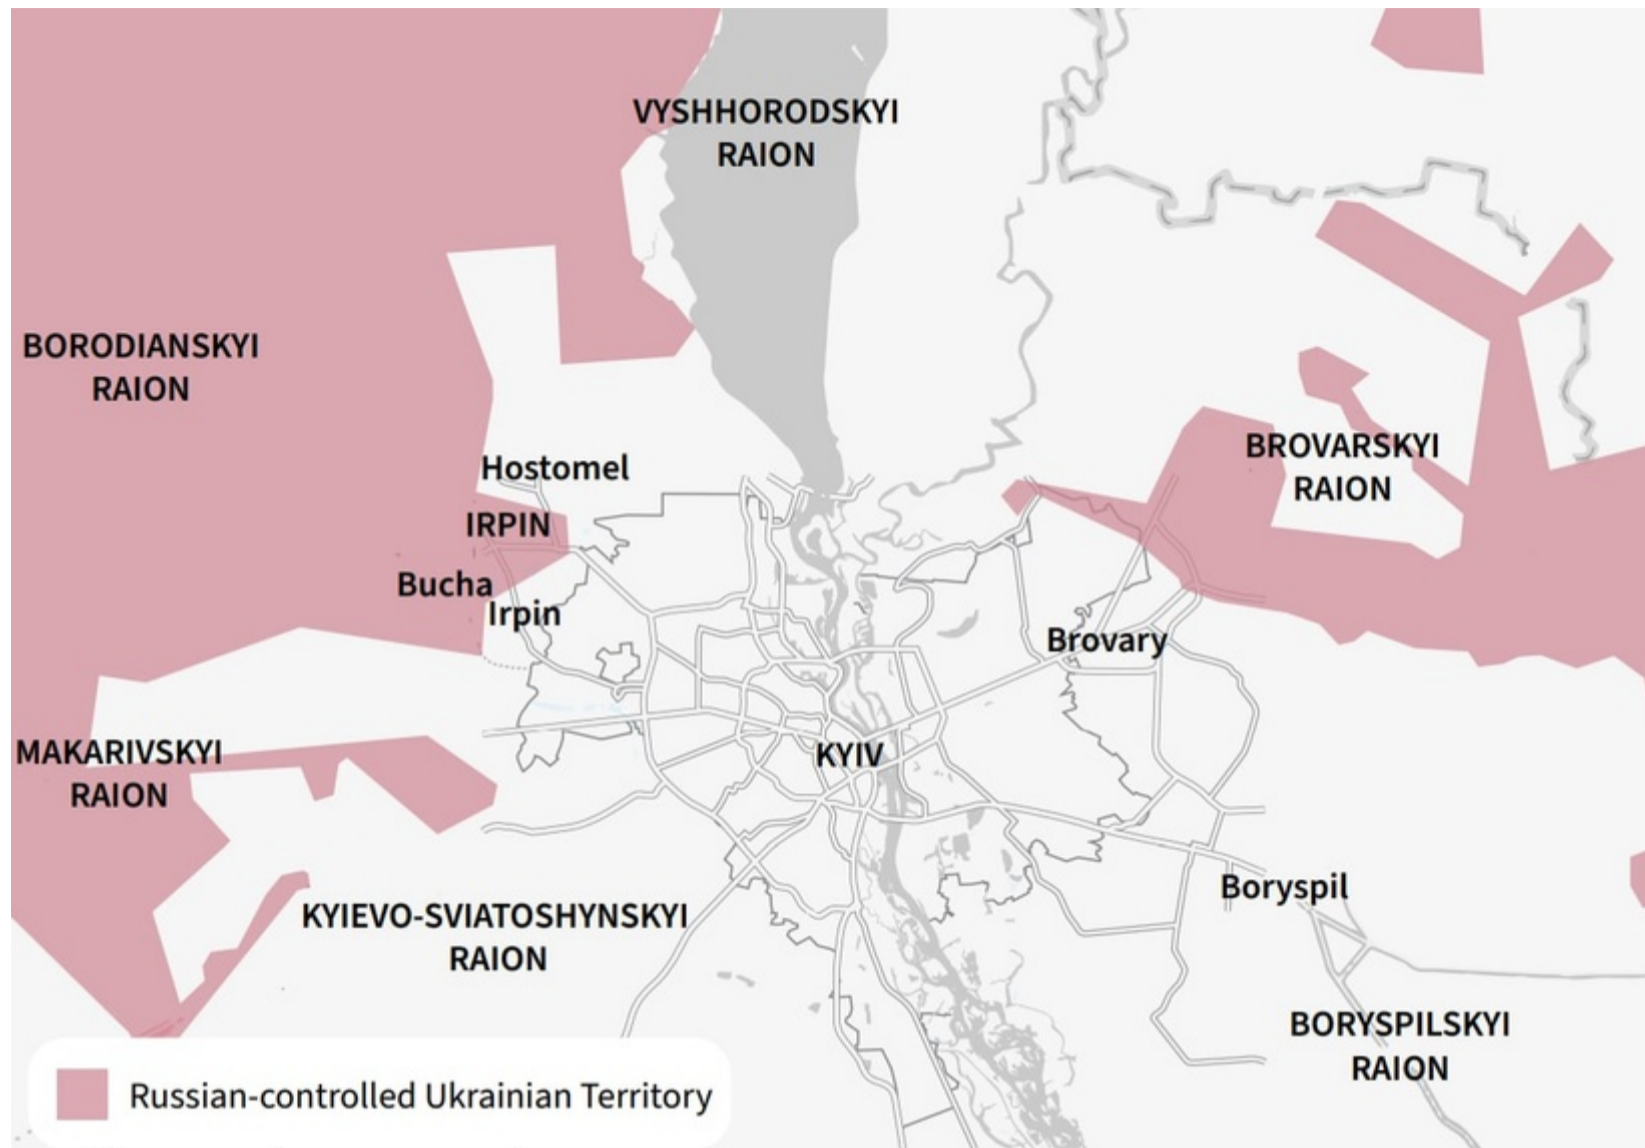 VYSHHORODSKYI
RAION
BORODIANSKYI
RAION
BROVARSKYI
RAION
Hostomel
IRPIN
Bucha
Irpin
Brovary
MAKARIVSKYI
RAION
KYIV
Boryspil
KYIEVO-SVIATOSHYNSKYI
RAION
BORYSPILSKYI
RAION
Russian-controlled Ukrainian Territory